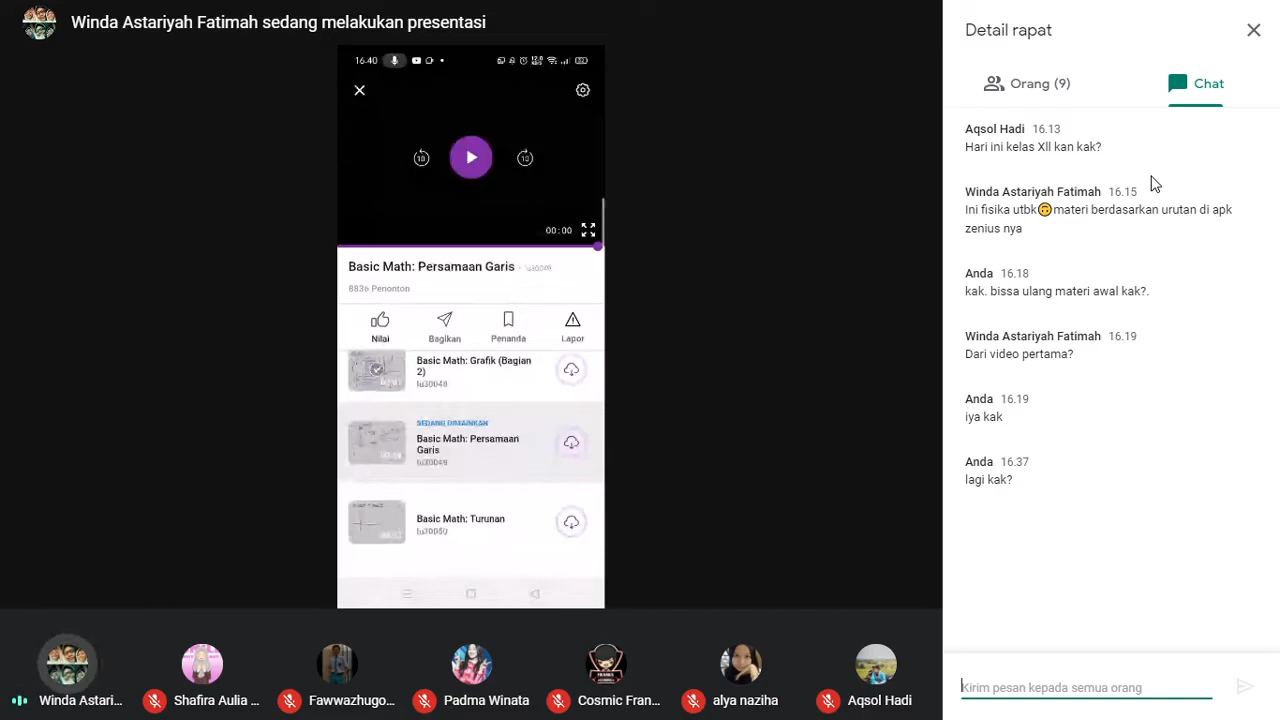 Winda Astariyah Fatimah sedang melakukan presentasi
16.40
10
10
00:00
Basic Math: Persamaan Garis
8836 Penonton
Nilai
Bagikan
Penanda
Lapor
Basic Math: Grafik (Bagian
2)
SEDANG DIMAINKAN
Basic Math: Persamaan
Garis
Basic Math: Turunan
Detail rapat
Orang (9)
Chat
Aqsol Hadi 16.13
Hari ini kelas Xll kan kak?
Winda Astariyah Fatimah 16.15
Ini fisika utbk🙃materi berdasarkan urutan di apk
zenius nya
Anda 16.18
kak. bissa ulang materi awal kak?.
Winda Astariyah Fatimah 16.19
Dari video pertama?
Anda 16.19
iya kak
Anda 16.37
lagi kak?
Kirim pesan kepada semua orang
Winda Astari...
Shafira Aulia ...
Fawwazhugo...
Padma Winata
Cosmic Fran...
alya naziha
Aqsol Hadi